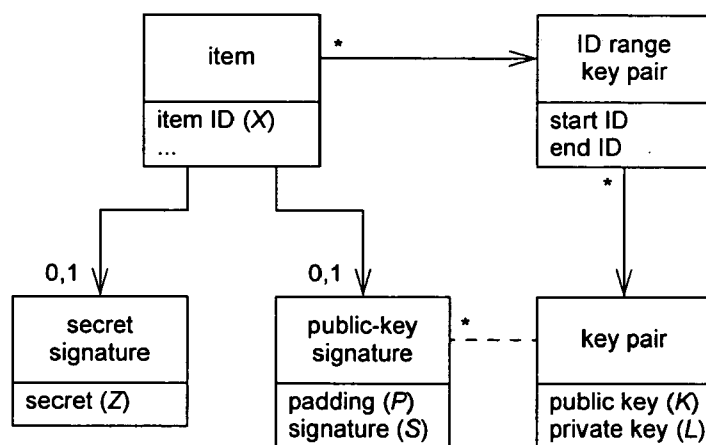 item
*
ID range
key pair
item ID (X)
...
start ID
end ID
*
0,1
0,1
secret
signature
public-key
signature
*
key pair
secret (Z)
padding (P)
signature (S)
public key (K)
private key (L)